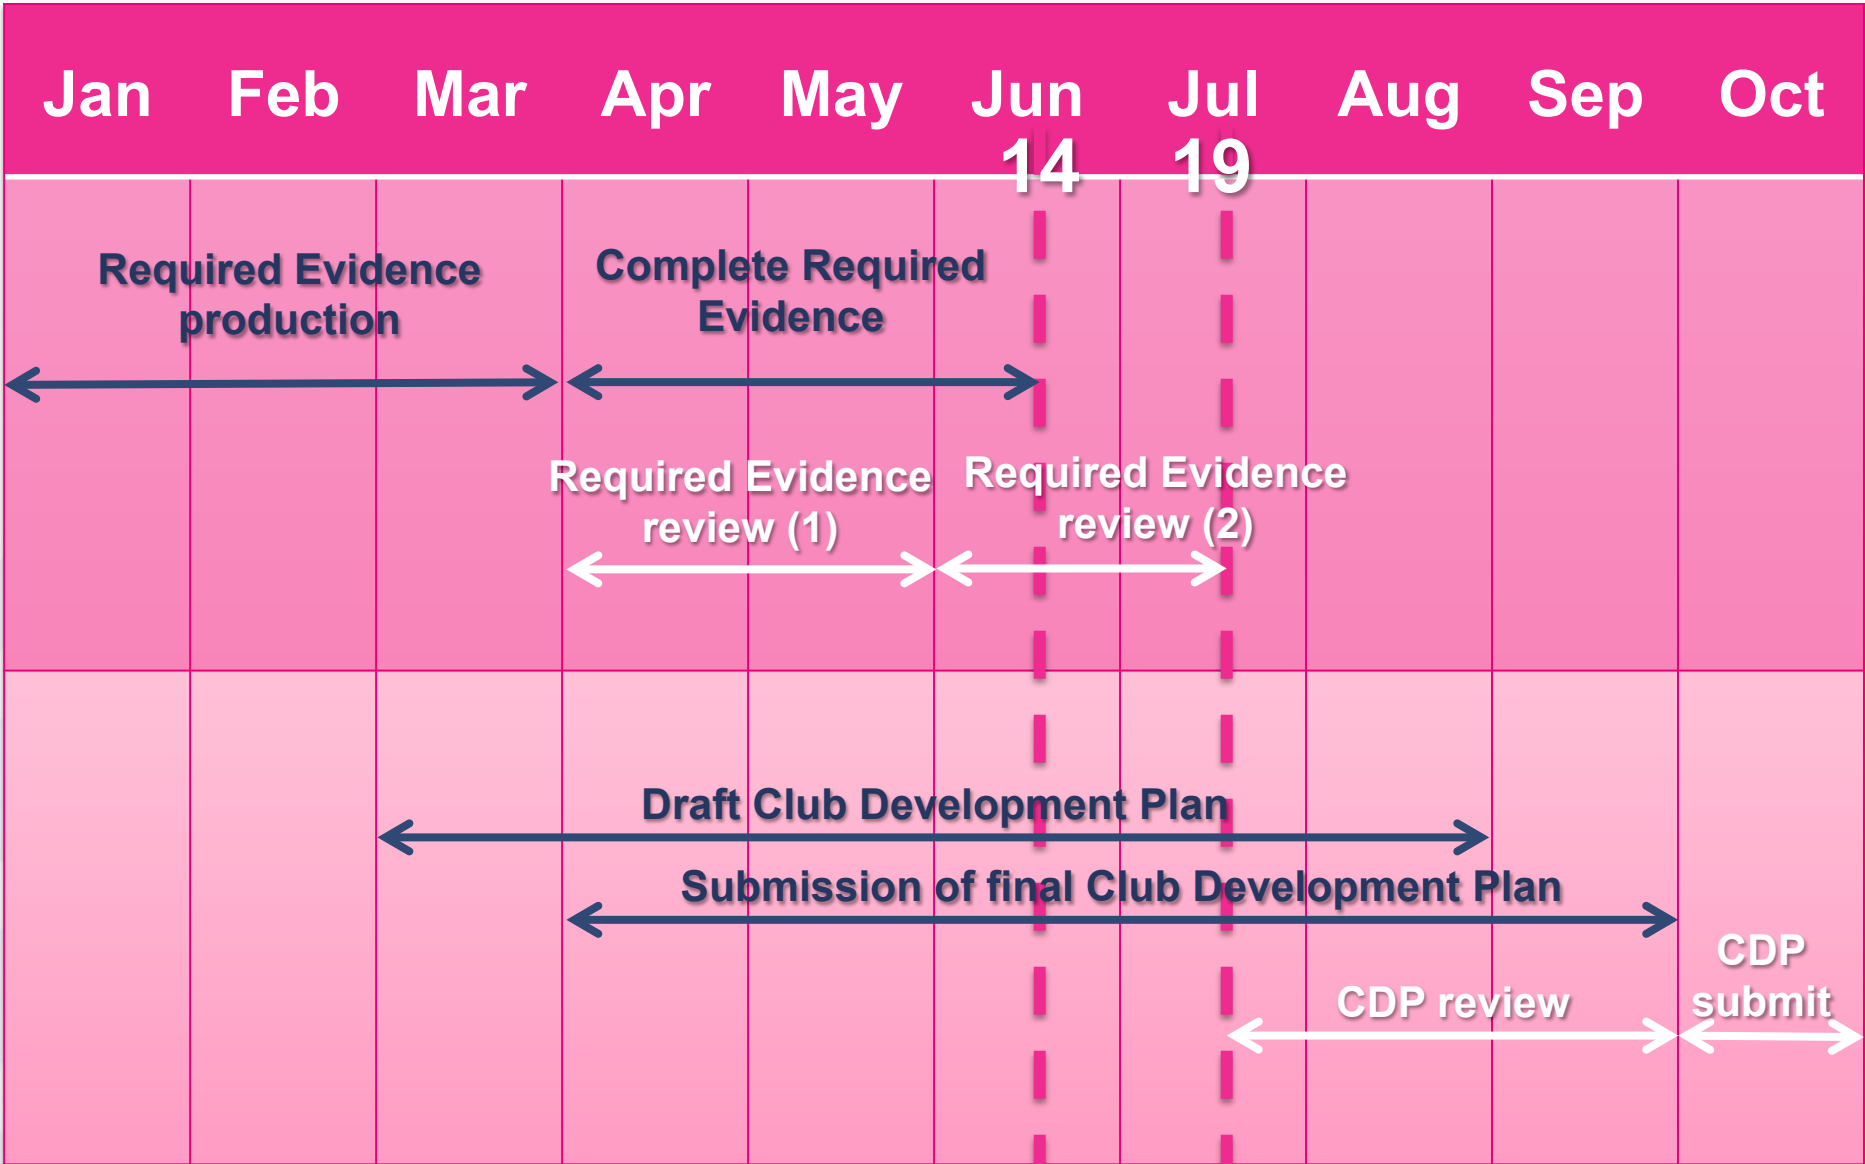 Jan Feb Mar Apr May Jun Jul Aug Sep Oct
14 19
Required Evidence
production
Complete Required
Evidence
Required Evidence
review (1)
Required Evidence
review (2)
Draft Club Development Plan
Submission of final Club Development Plan
CDP review
CDP
submit